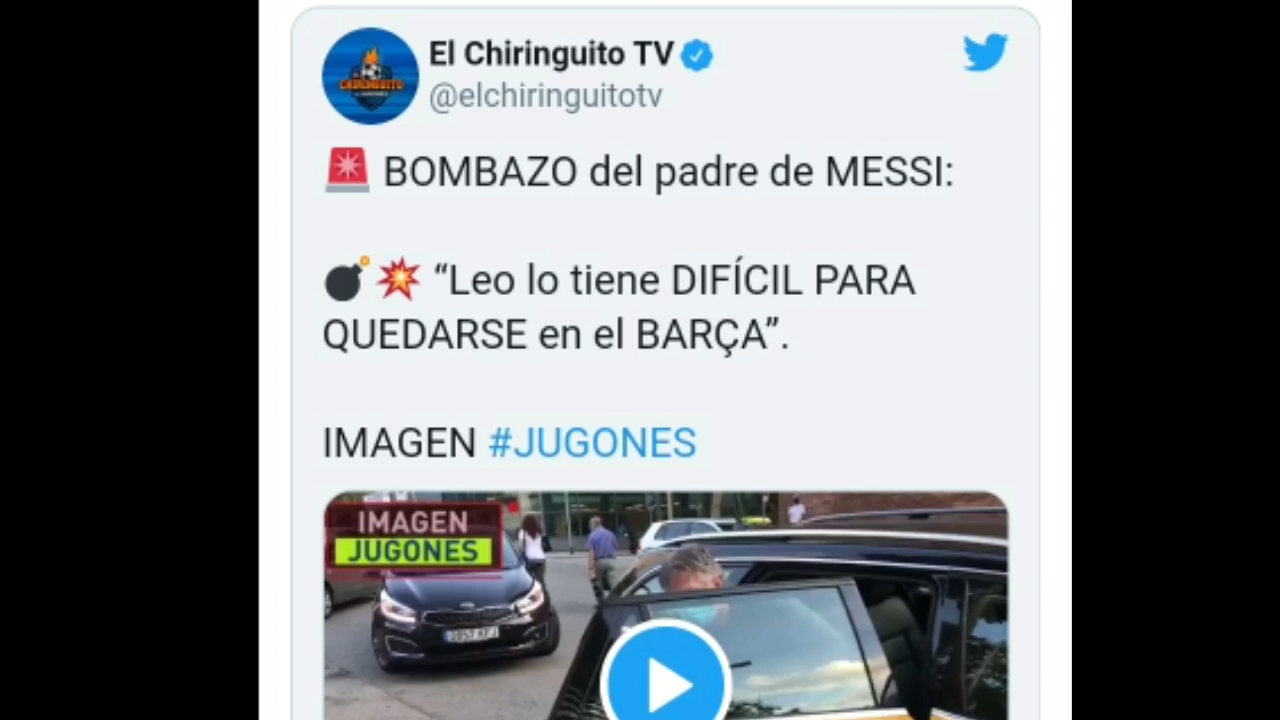 El Chiringuito TV
@elchiringuitotv
CHIRINGUITO
🚨 BOMBAZO del padre de MESSI:
💣💥 “Leo lo tiene DIFÍCIL PARA
QUEDARSE en el BARÇA”.
IMAGEN #JUGONES
IMAGEN
JUGONES